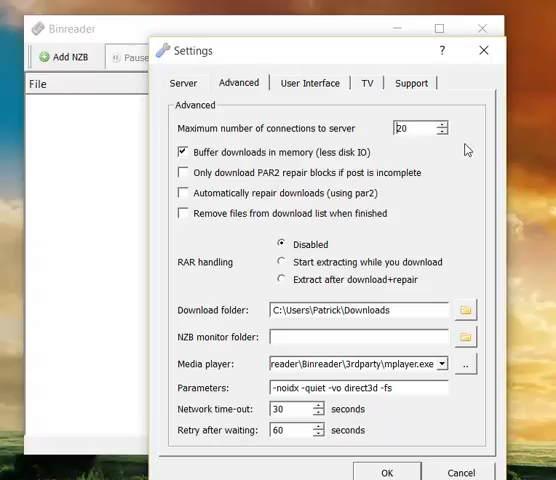 Binreader
Settings
?
Add NZB
Pause
File
Server
Advanced
User Interface
TV
Support
Advanced
Maximum number of connections to server
20
Buffer downloads in memory (less disk IO)
Only download PAR2 repair blocks if post is incomplete
Automatically repair downloads (using par2)
Remove files from download list when finished
Disabled
RAR handling
Start extracting while you download
Extract after download+repair
Download folder:
C:\Users\Patrick\Downloads
NZB monitor folder:
Media player:
reader\Binreader\3rdparty\mplayer.exe
..
Parameters:
-noidx -quiet -vo direct3d -fs
Network time-out:
30
seconds
Retry after waiting:
60
seconds
OK
Cancel